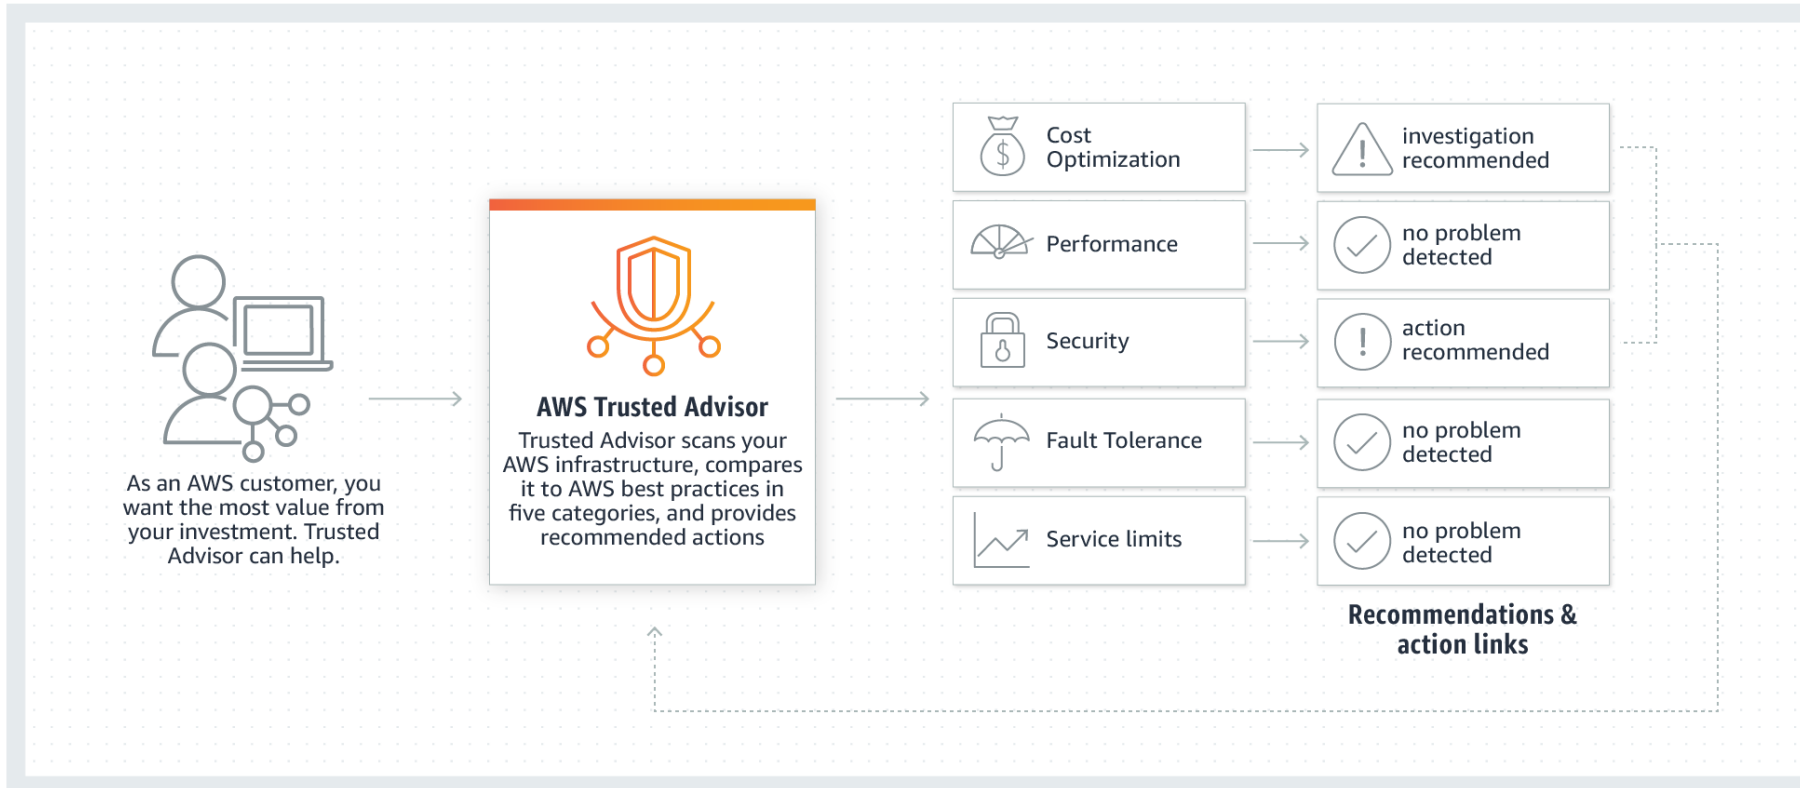 As an AWS customer, you
want the most value from
your investment. Trusted
Advisor can help.
AWS Trusted Advisor
Trusted Advisor scans your
AWS infrastructure, compares
it to AWS best practices in
five categories, and provides
recommended actions
Cost
Optimization
investigation
recommended
Performance
no problem
detected
Security
action
recommended
Fault Tolerance
no problem
detected
Service limits
no problem
detected
Recommendations &
action links